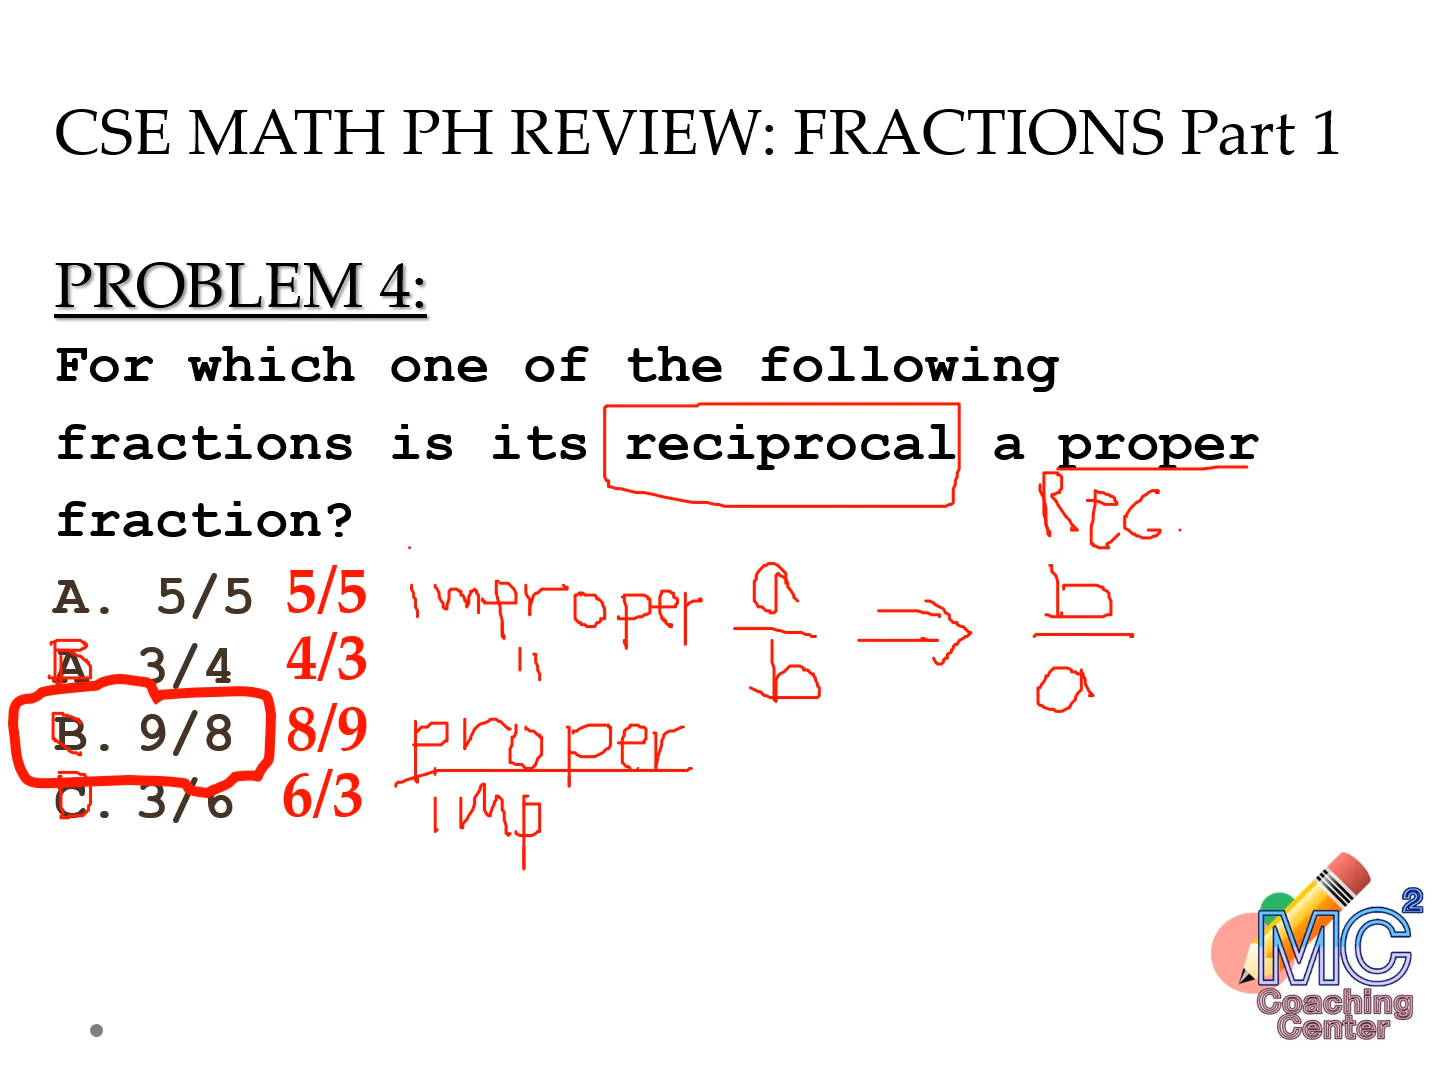 CSE MATH PH REVIEW: FRACTIONS Part 1
PROBLEM 4:
For which one of the following
fractions is its reciprocal a proper
Rec.
fraction?
A. 5/5 5/5 improper a/b ⇒ b/a
B A. 3/4 4/3 "
C B. 9/8 8/9 proper
D C. 3/6 6/3 imp
MC2
Coaching
Center